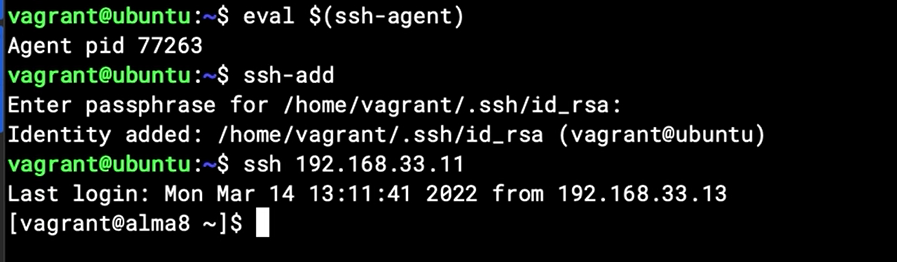 vagrant@ubuntu:~$ eval $(ssh-agent)
Agent pid 77263
vagrant@ubuntu:~$ ssh-add
Enter passphrase for /home/vagrant/.ssh/id_rsa:
Identity added: /home/vagrant/.ssh/id_rsa (vagrant@ubuntu)
vagrant@ubuntu:~$ ssh 192.168.33.11
Last login: Mon Mar 14 13:11:41 2022 from 192.168.33.13
[vagrant@alma8 ~]$